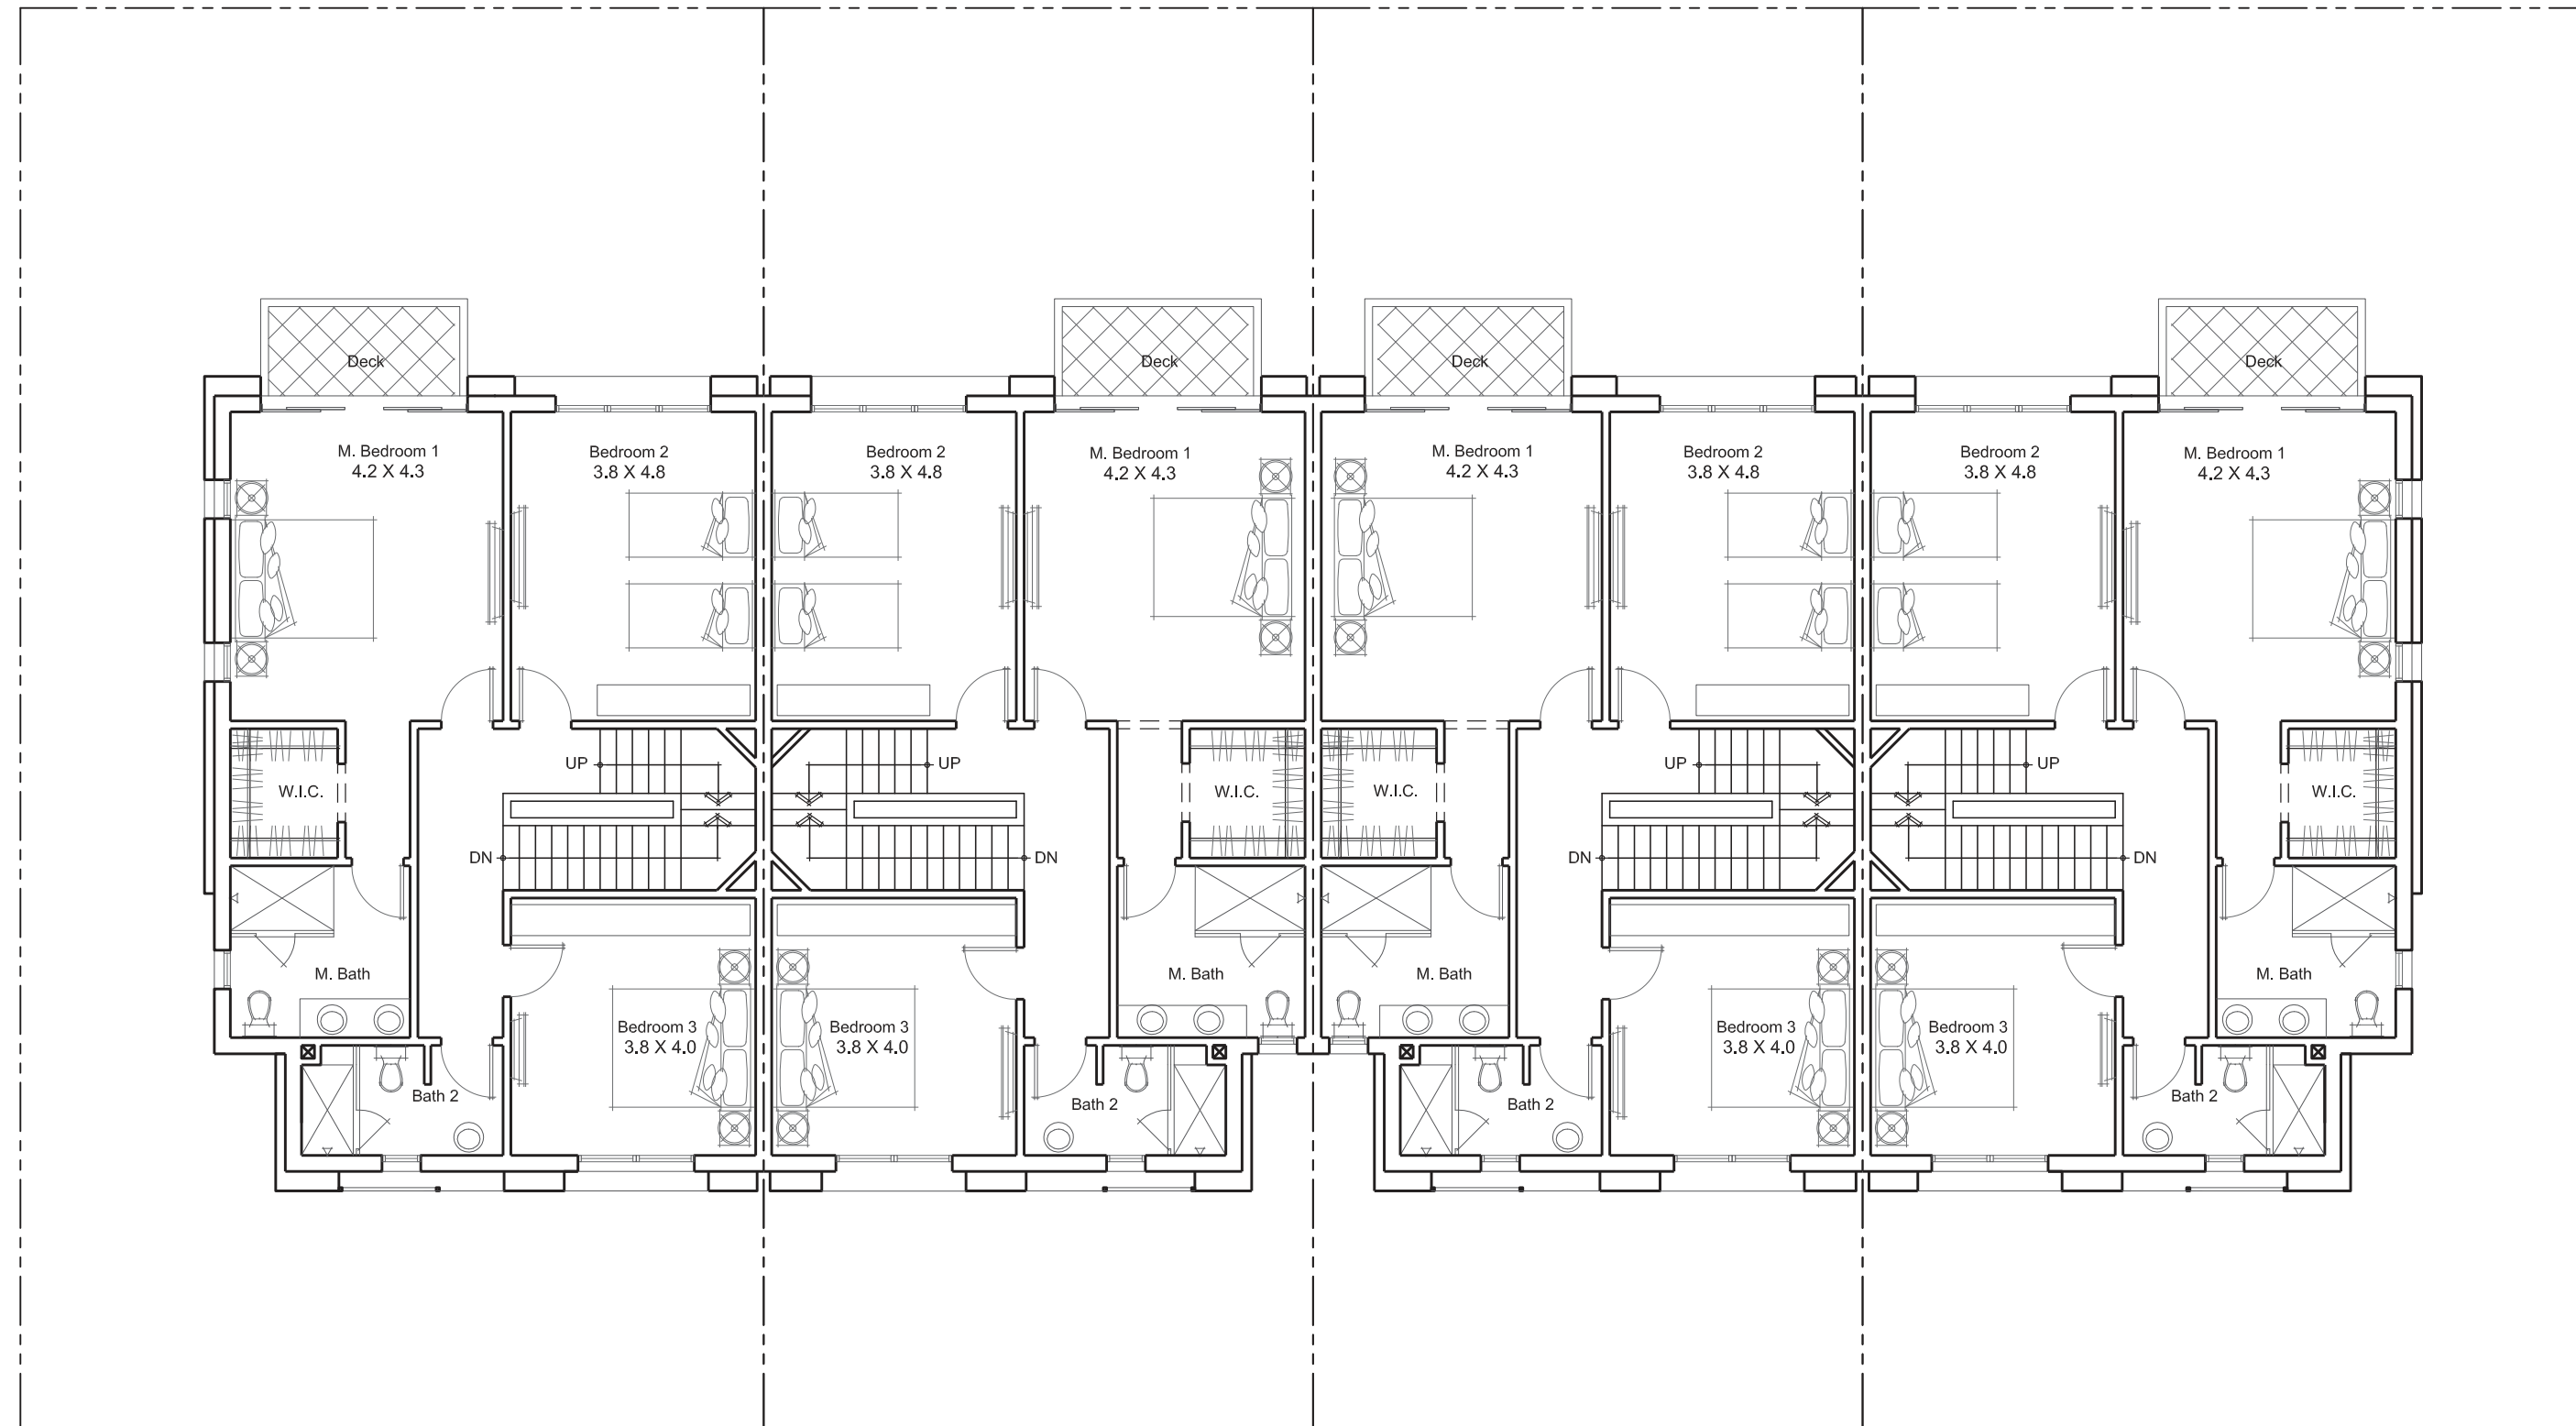 Deck
Deck
Deck
Deck
M. Bedroom 1
4.2 X 4.3
Bedroom 2
3.8 X 4.8
Bedroom 2
3.8 X 4.8
M. Bedroom 1
4.2 X 4.3
M. Bedroom 1
4.2 X 4.3
Bedroom 2
3.8 X 4.8
Bedroom 2
3.8 X 4.8
M. Bedroom 1
4.2 X 4.3
UP
UP
UP
UP
W.I.C.
W.I.C.
W.I.C.
W.I.C.
DN
DN
DN
DN
M. Bath
M. Bath
M. Bath
M. Bath
Bedroom 3
3.8 X 4.0
Bedroom 3
3.8 X 4.0
Bedroom 3
3.8 X 4.0
Bedroom 3
3.8 X 4.0
Bath 2
Bath 2
Bath 2
Bath 2